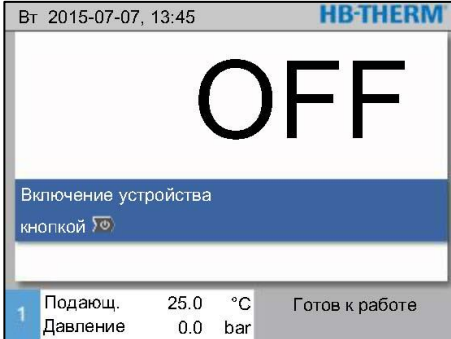 Вт 2015-07-07, 13:45 HB-THERM
OFF
Включение устройства
кнопкой
1 Подающ. 25.0 °C Готов к работе
Давление 0.0 bar